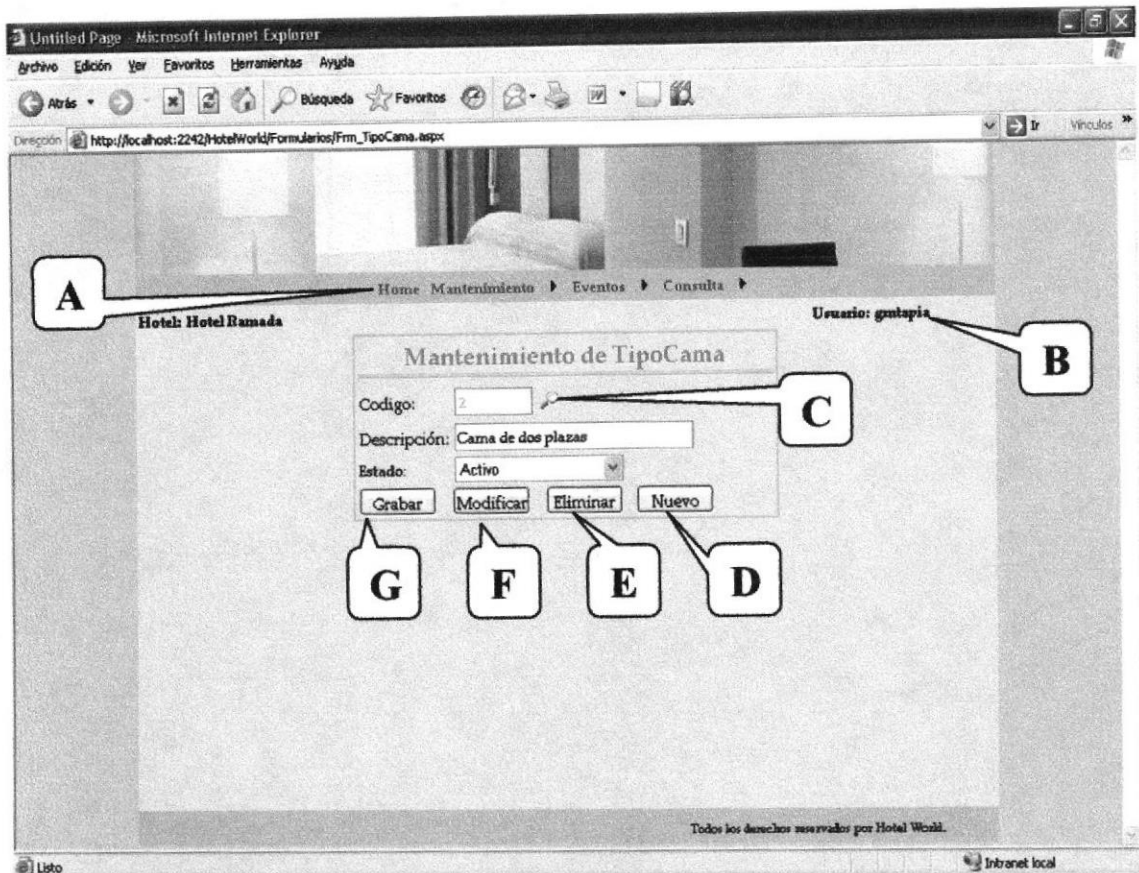 Untitled Page - Microsoft Internet Explorer
Archivo Edición Ver Favoritos Herramientas Ayuda
Atrás Búsqueda Favoritos
Dirección http://localhost:2242/HotelWorld/Formularios/Frm_TipoCama.aspx Ir Vínculos »
A
Home Mantenimiento Eventos Consulta
Hotel: Hotel Ramada Usuario: gmtapia
B
Mantenimiento de TipoCama
Codigo: 2
C
Descripción: Cama de dos plazas
Estado: Activo
Grabar Modificar Eliminar Nuevo
G F E D
Todos los derechos reservados por Hotel World.
Listo Intranet local